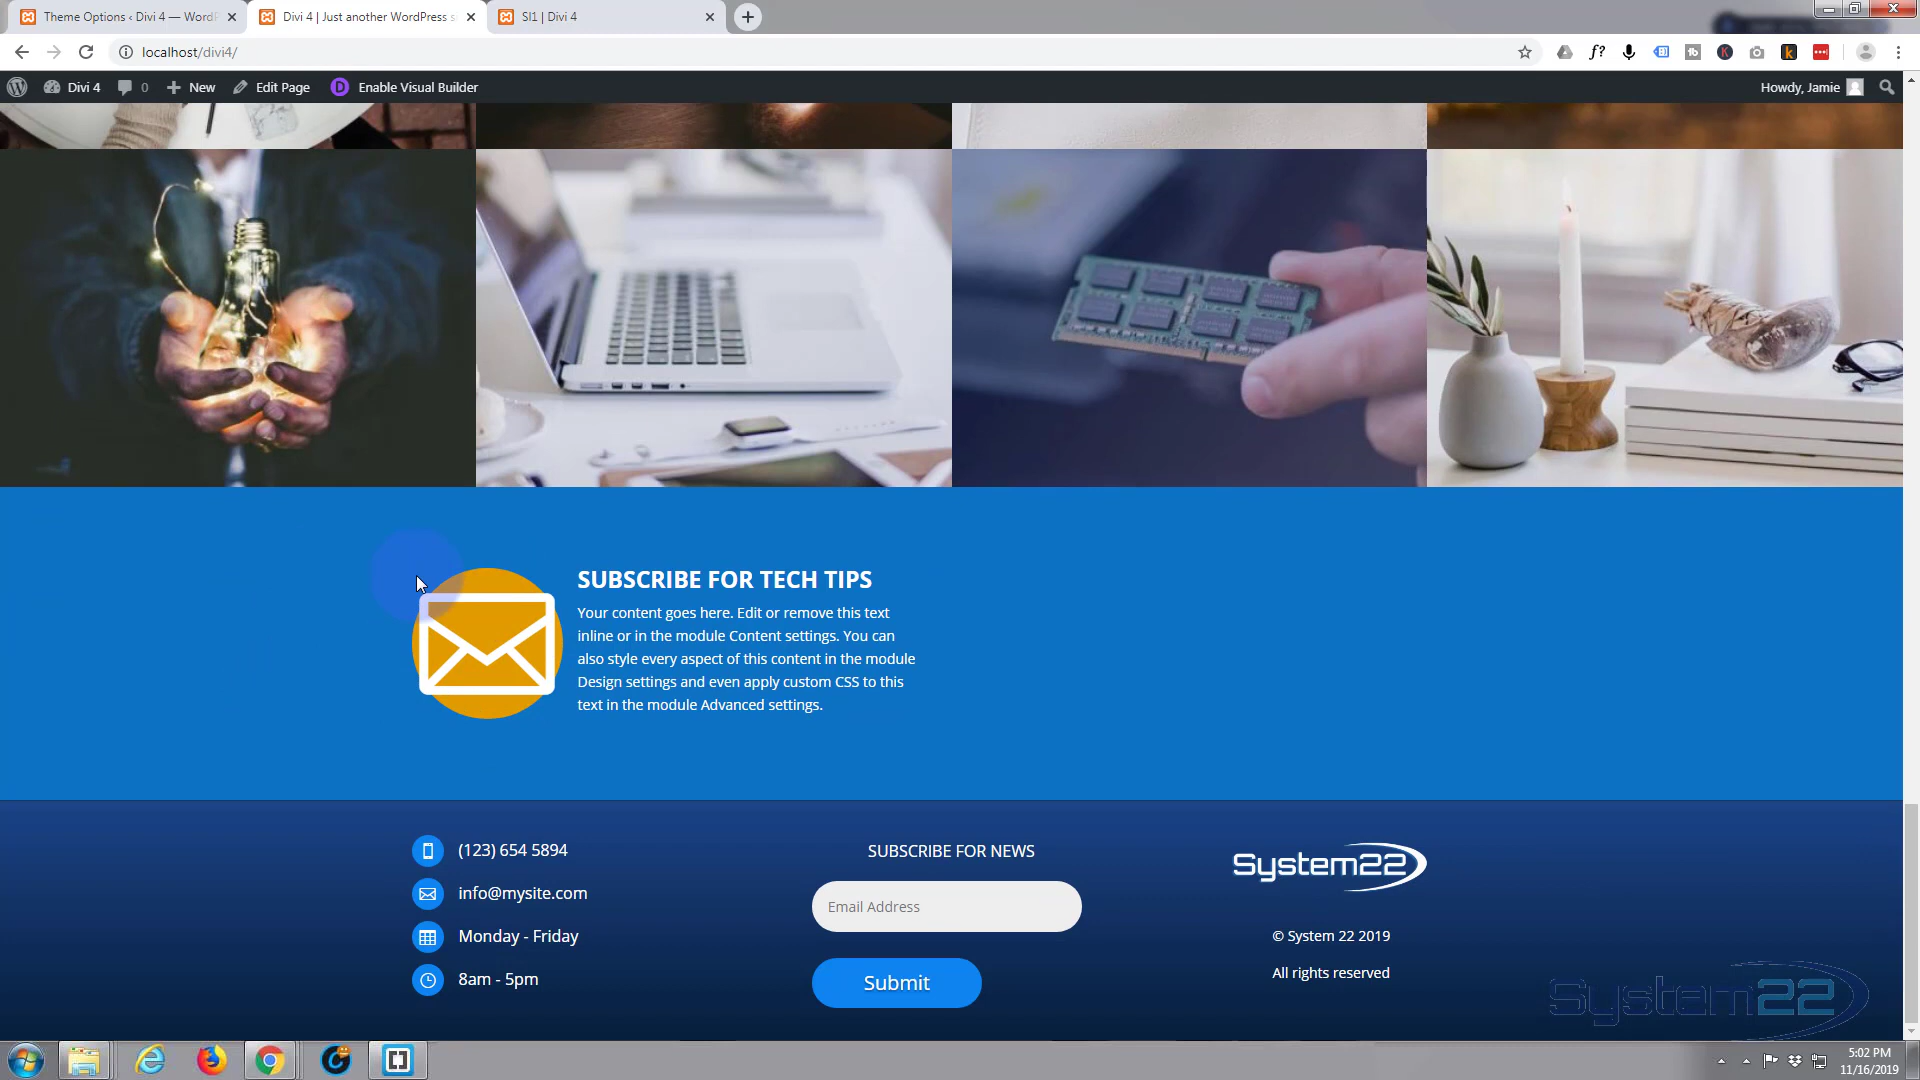 Theme Options ‹ Divi 4 — WordP
Divi 4 | Just another WordPress s
SI1 | Divi 4
localhost/divi4/
Divi 4
0
New
Edit Page
D
Enable Visual Builder
Howdy, Jamie
SUBSCRIBE FOR TECH TIPS
Your content goes here. Edit or remove this text
inline or in the module Content settings. You can
also style every aspect of this content in the module
Design settings and even apply custom CSS to this
text in the module Advanced settings.
(123) 654 5894
info@mysite.com
Monday - Friday
8am - 5pm
SUBSCRIBE FOR NEWS
Email Address
Submit
System22
© System 22 2019
All rights reserved
System22
5:02 PM
11/16/2019